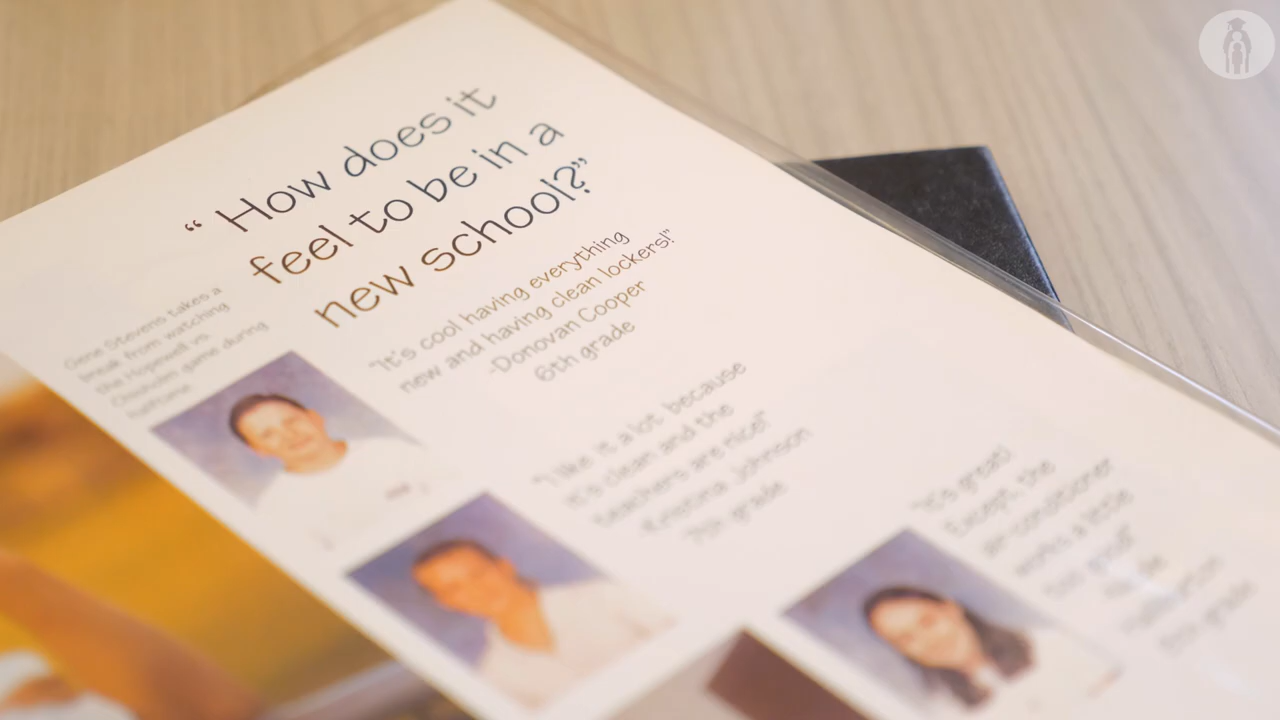 “ How does it
feel to be in a
new school?”
"It's cool having everything
new and having clean lockers!"
-Donovan Cooper
6th grade
Gene Stevens takes a
break from watching
the Hopewell vs.
Chisholm game during
halftime.
"I like it a lot because
it's clean and the
teachers are nice!"
-Kristina Johnson
7th grade
"It's great!
Except, the
air-conditioner
works a little
too good!"
6th grade